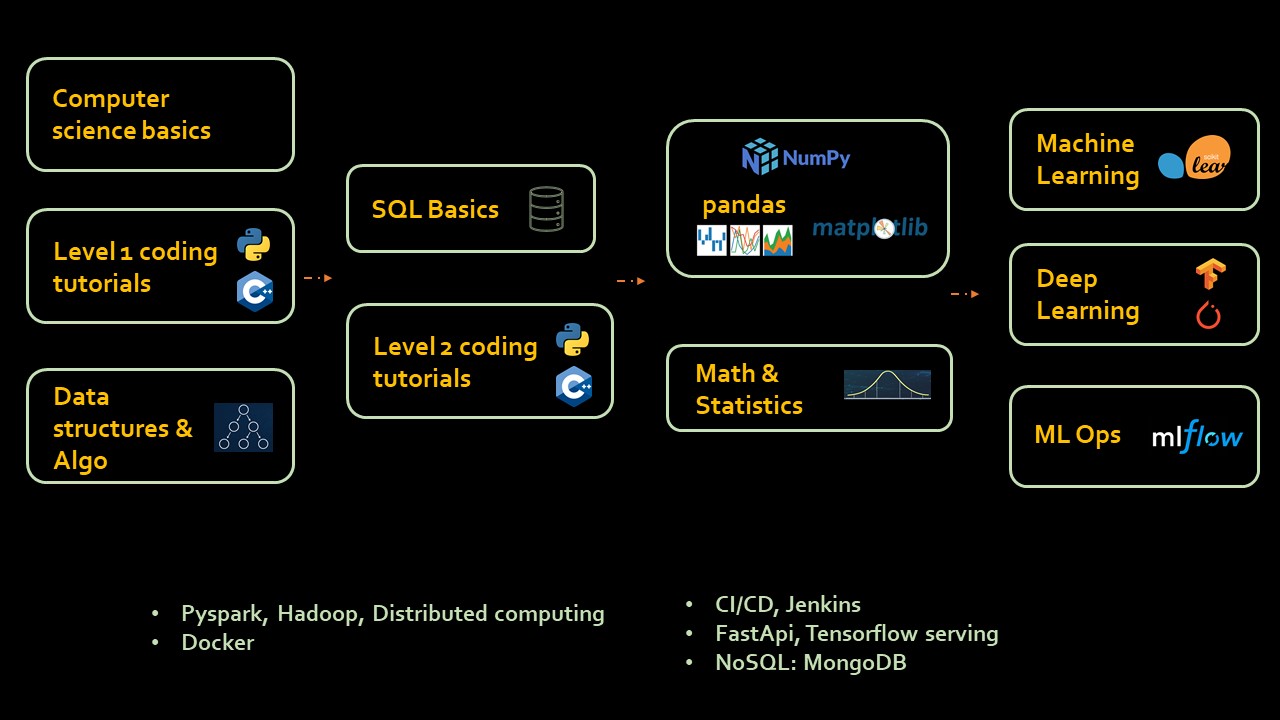 Computer
science basics
Level 1 coding
tutorials
Data
structures &
Algo
SQL Basics
Level 2 coding
tutorials
NumPy
pandas
matplotlib
Math &
Statistics
Machine
Learning
scikit
lear
Deep
Learning
ML Ops
mlflow
• Pyspark, Hadoop, Distributed computing
• Docker
• CI/CD, Jenkins
• FastApi, Tensorflow serving
• NoSQL: MongoDB